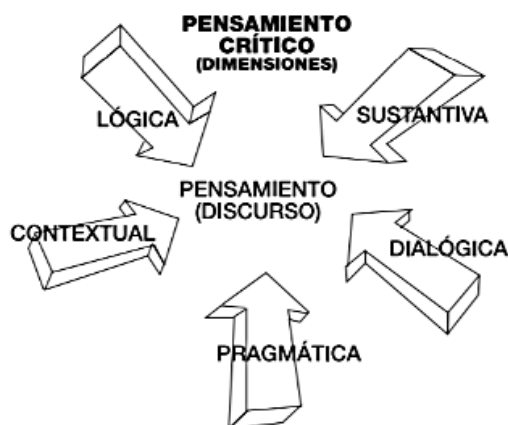 PENSAMIENTO
CRÍTICO
(DIMENSIONES)
LÓGICA
SUSTANTIVA
PENSAMIENTO
(DISCURSO)
CONTEXTUAL
DIALÓGICA
PRAGMÁTICA